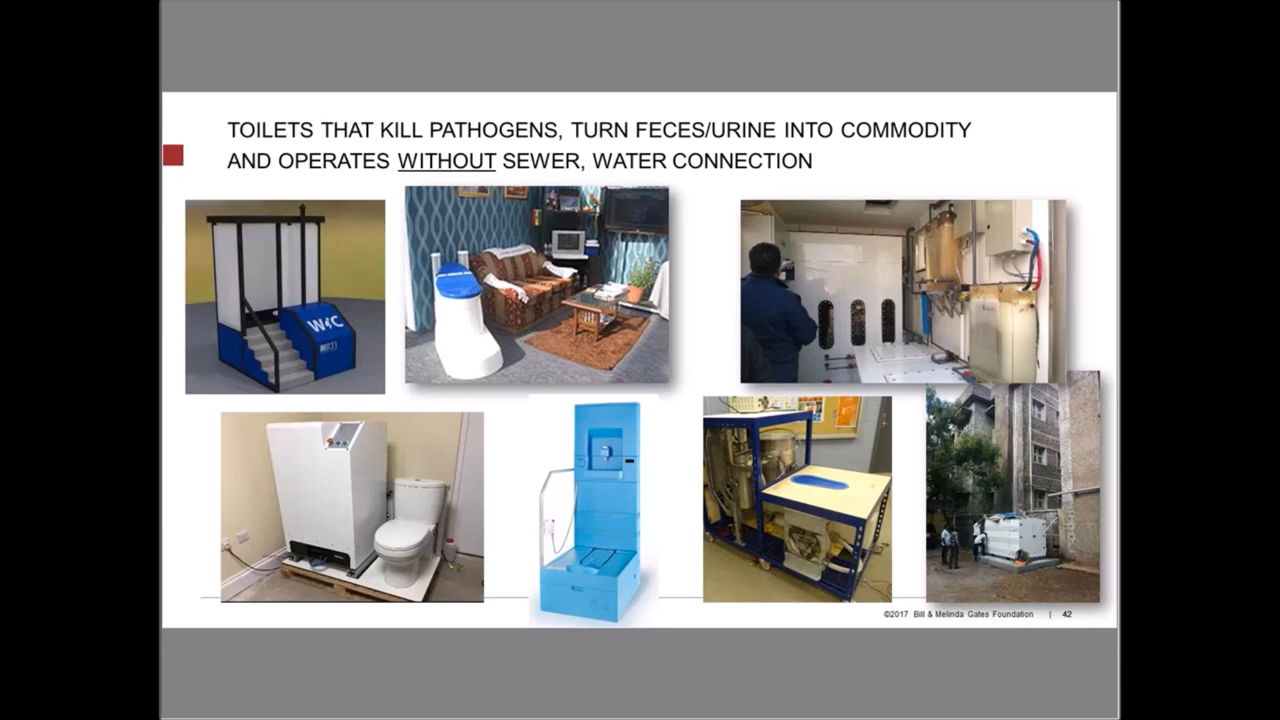 TOILETS THAT KILL PATHOGENS, TURN FECES/URINE INTO COMMODITY
AND OPERATES WITHOUT SEWER, WATER CONNECTION
W C
RTI
©2017 Bill & Melinda Gates Foundation | 42